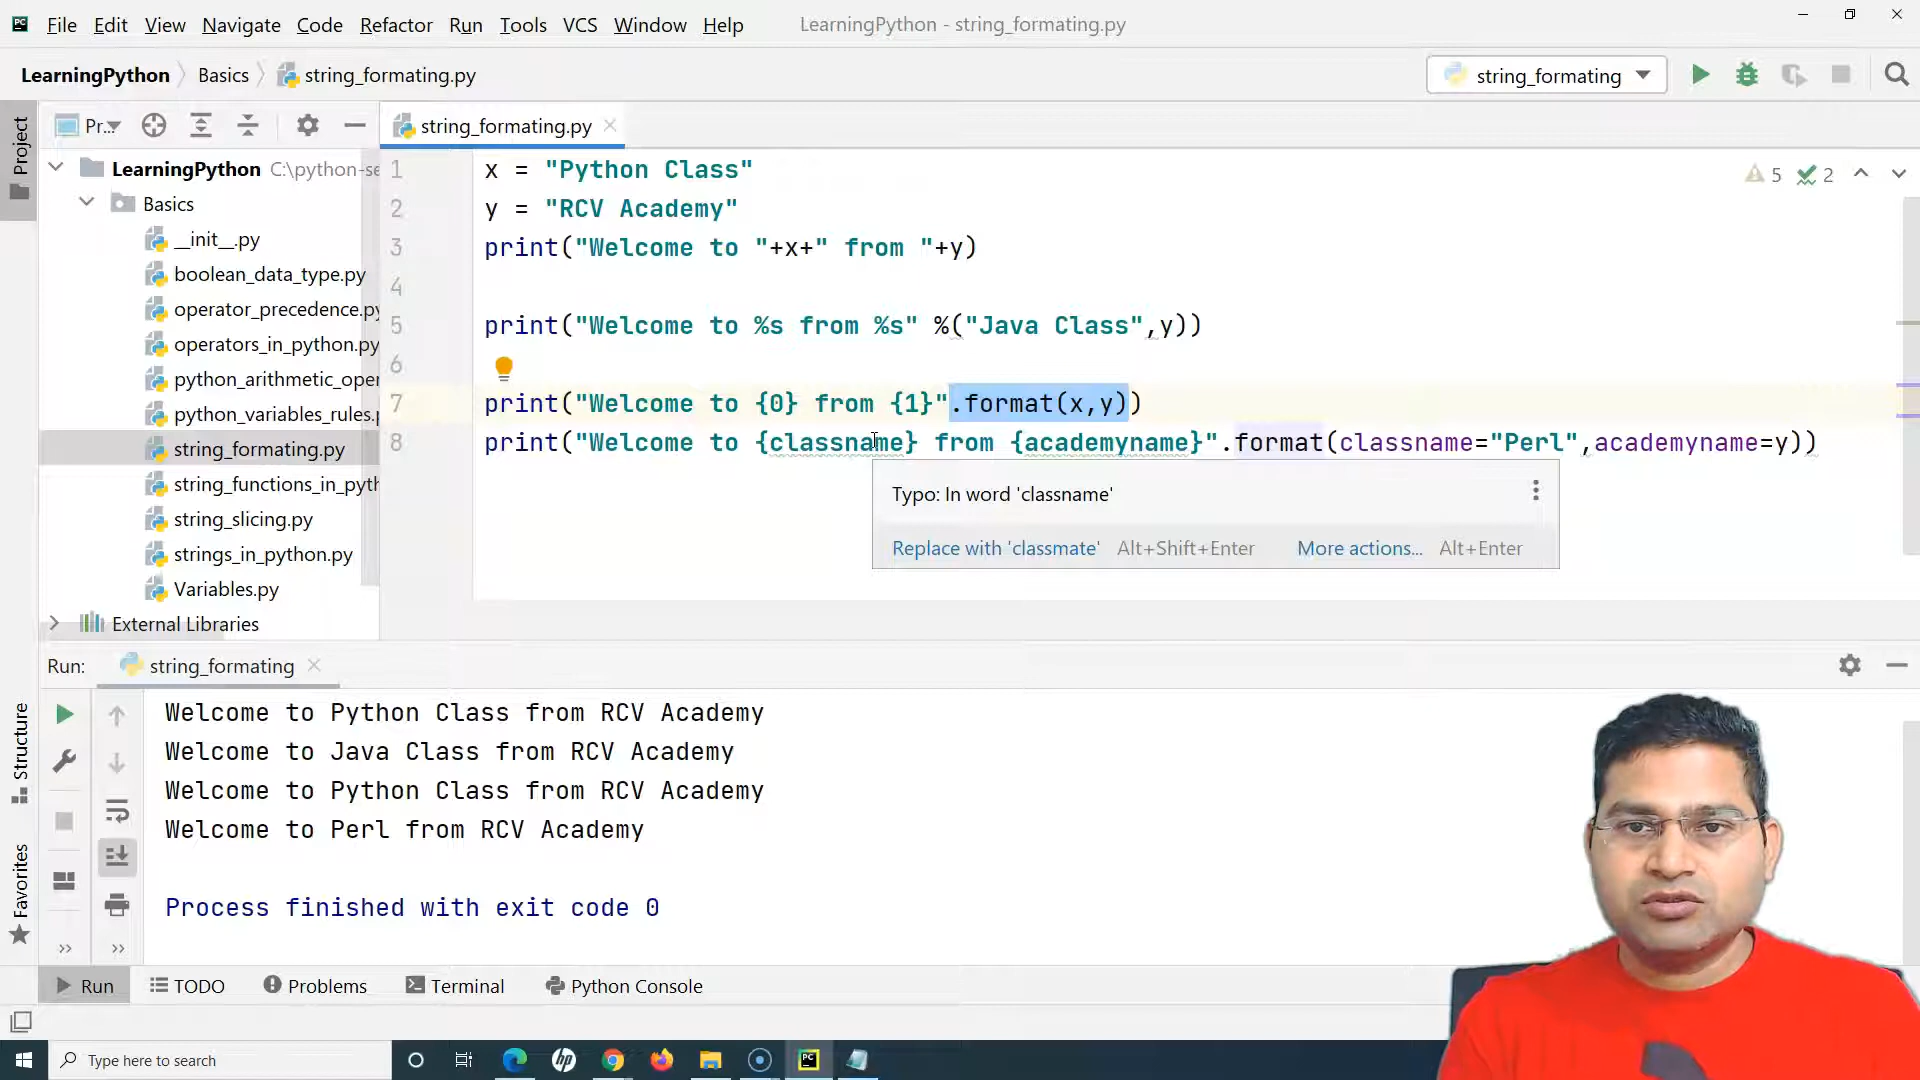 File Edit View Navigate Code Refactor Run Tools VCS Window Help LearningPython - string_formating.py
LearningPython Basics string_formating.py string_formating
Project
Pr...
string_formating.py
LearningPython C:\python-se
Basics
__init__.py
boolean_data_type.py
operator_precedence.py
operators_in_python.py
python_arithmetic_oper
python_variables_rules.p
string_formating.py
string_functions_in_pyth
string_slicing.py
strings_in_python.py
Variables.py
External Libraries
5 2
1 x = "Python Class"
2 y = "RCV Academy"
3 print("Welcome to "+x+" from "+y)
4
5 print("Welcome to %s from %s" %("Java Class",y))
6
7 print("Welcome to {0} from {1}".format(x,y))
8 print("Welcome to {classname} from {academyname}".format(classname="Perl",academyname=y))
Typo: In word 'classname'
Replace with 'classmate' Alt+Shift+Enter More actions... Alt+Enter
Run: string_formating
Welcome to Python Class from RCV Academy
Welcome to Java Class from RCV Academy
Welcome to Python Class from RCV Academy
Welcome to Perl from RCV Academy
Process finished with exit code 0
Structure
Favorites
Run TODO Problems Terminal Python Console
Type here to search
hp
PC